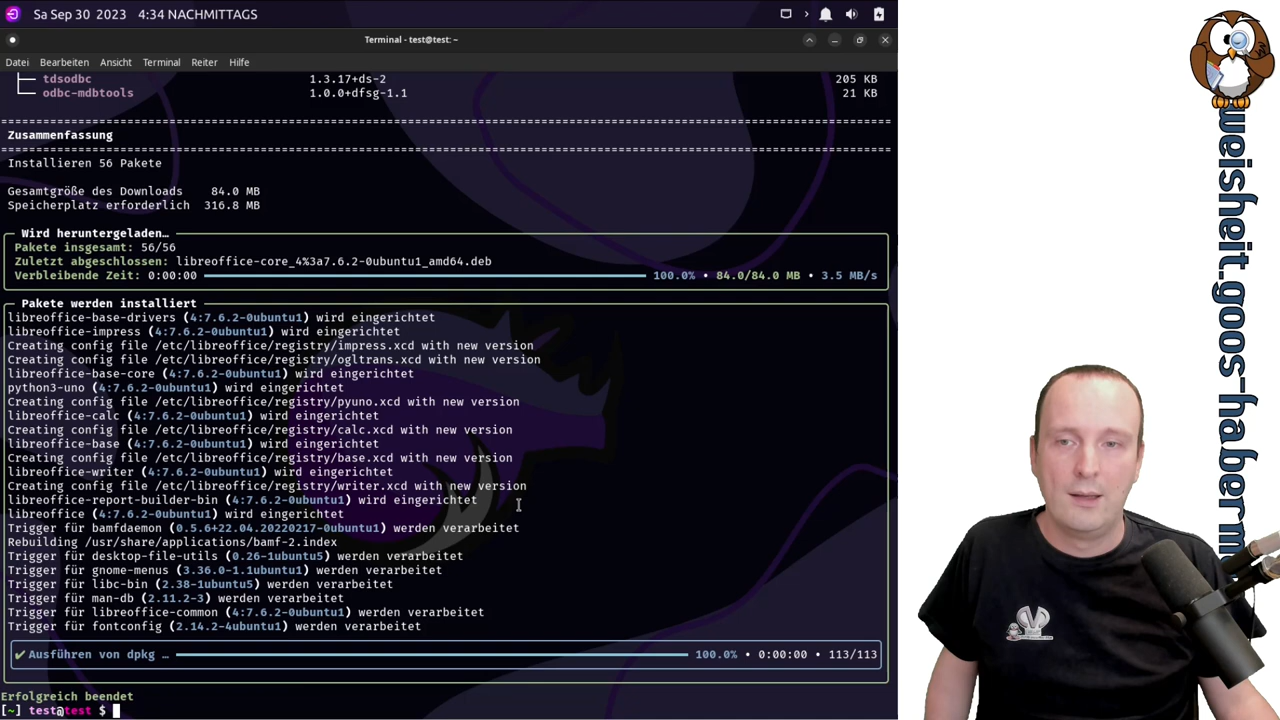 Sa Sep 30 2023 4:34 NACHMITTAGS
Terminal - test@test: ~
Datei Bearbeiten Ansicht Terminal Reiter Hilfe
tdsodbc 1.3.17+ds-2 205 KB
odbc-mdbtools 1.0.0+dfsg-1.1 21 KB
Zusammenfassung
Installieren 56 Pakete
Gesamtgröße des Downloads 84.0 MB
Speicherplatz erforderlich 316.8 MB
Wird heruntergeladen…
Pakete insgesamt: 56/56
Zuletzt abgeschlossen: libreoffice-core_4%3a7.6.2-0ubuntu1_amd64.deb
Verbleibende Zeit: 0:00:00 100.0% • 84.0/84.0 MB • 3.5 MB/s
Pakete werden installiert
libreoffice-base-drivers (4:7.6.2-0ubuntu1) wird eingerichtet
libreoffice-impress (4:7.6.2-0ubuntu1) wird eingerichtet
Creating config file /etc/libreoffice/registry/impress.xcd with new version
Creating config file /etc/libreoffice/registry/ogltrans.xcd with new version
libreoffice-base-core (4:7.6.2-0ubuntu1) wird eingerichtet
python3-uno (4:7.6.2-0ubuntu1) wird eingerichtet
Creating config file /etc/libreoffice/registry/pyuno.xcd with new version
libreoffice-calc (4:7.6.2-0ubuntu1) wird eingerichtet
Creating config file /etc/libreoffice/registry/calc.xcd with new version
libreoffice-base (4:7.6.2-0ubuntu1) wird eingerichtet
Creating config file /etc/libreoffice/registry/base.xcd with new version
libreoffice-writer (4:7.6.2-0ubuntu1) wird eingerichtet
Creating config file /etc/libreoffice/registry/writer.xcd with new version
libreoffice-report-builder-bin (4:7.6.2-0ubuntu1) wird eingerichtet
libreoffice (4:7.6.2-0ubuntu1) wird eingerichtet
Trigger für bamfdaemon (0.5.6+22.04.20220217-0ubuntu1) werden verarbeitet
Rebuilding /usr/share/applications/bamf-2.index
Trigger für desktop-file-utils (0.26-1ubuntu5) werden verarbeitet
Trigger für gnome-menus (3.36.0-1.1ubuntu1) werden verarbeitet
Trigger für libc-bin (2.38-1ubuntu5) werden verarbeitet
Trigger für man-db (2.11.2-3) werden verarbeitet
Trigger für libreoffice-common (4:7.6.2-0ubuntu1) werden verarbeitet
Trigger für fontconfig (2.14.2-4ubuntu1) werden verarbeitet
✔ Ausführen von dpkg … 100.0% • 0:00:00 • 113/113
Erfolgreich beendet
[~] test@test $
weisheit.goos-haberm